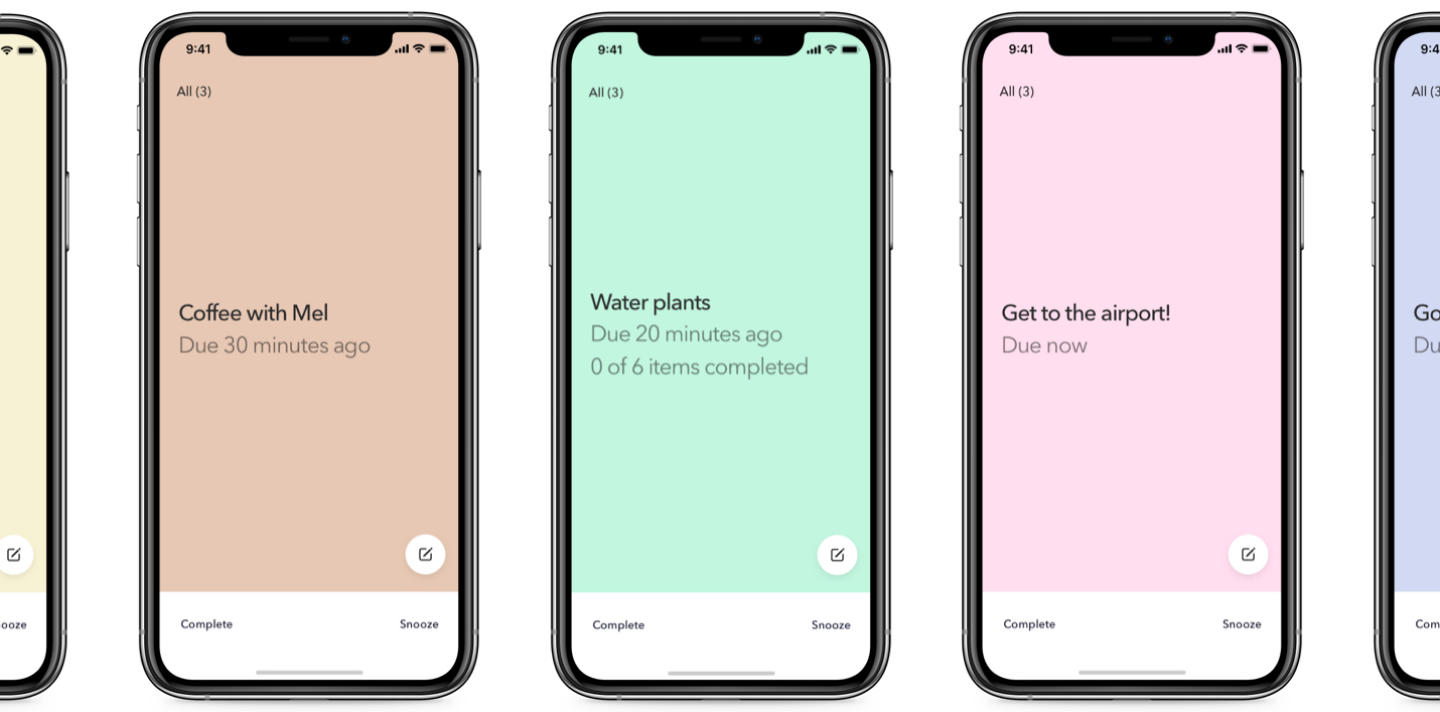 ooze
9:41
All (3)
Coffee with Mel
Due 30 minutes ago
Complete
Snooze
9:41
All (3)
Water plants
Due 20 minutes ago
0 of 6 items completed
Complete
Snooze
9:41
All (3)
Get to the airport!
Due now
Complete
Snooze
9:4
All (3
Go
Du
Com